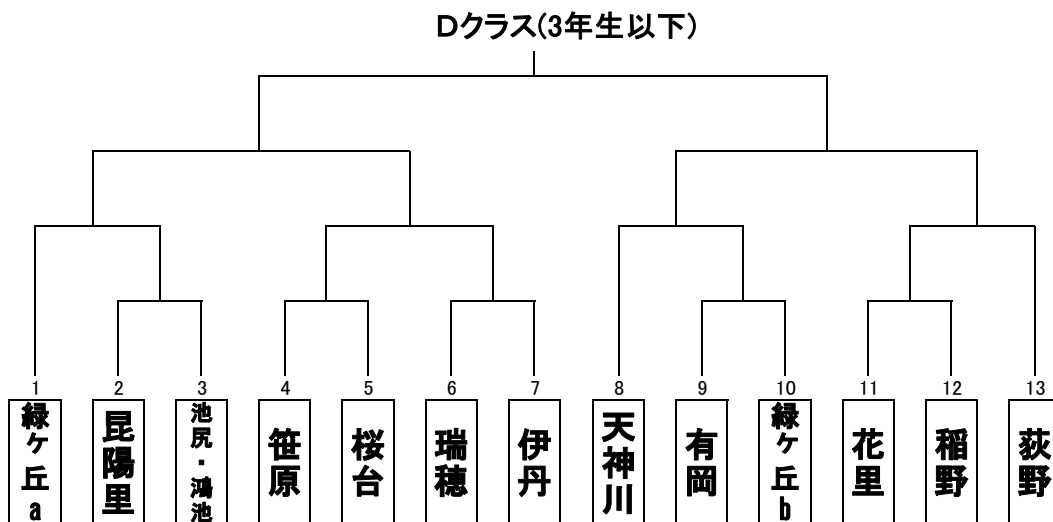 Dクラス(3年生以下)
1 2 3 4 5 6 7 8 9 10 11 12 13
緑ヶ丘a
昆陽里
池尻・鴻池
笹原
桜台
瑞穂
伊丹
天神川
有岡
緑ヶ丘b
花里
稲野
荻野